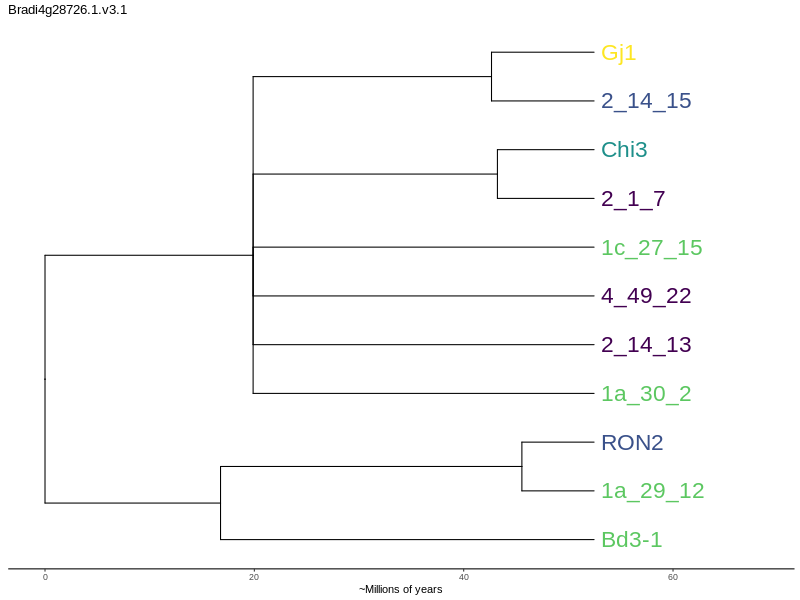 Bradi4g28726.1.v3.1
Gj1
2_14_15
Chi3
2_1_7
1c_27_15
4_49_22
2_14_13
1a_30_2
RON2
1a_29_12
Bd3-1
0 20 40 60
~Millions of years